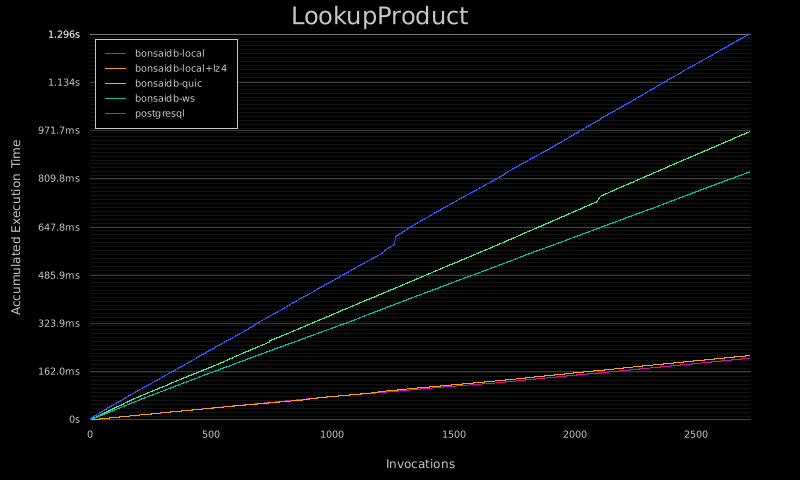 LookupProduct
1.296s
1.134s
971.7ms
809.8ms
647.8ms
485.9ms
323.9ms
162.0ms
0s
Accumulated Execution Time
bonsaidb-local
bonsaidb-local+lz4
bonsaidb-quic
bonsaidb-ws
postgresql
0 500 1000 1500 2000 2500
Invocations